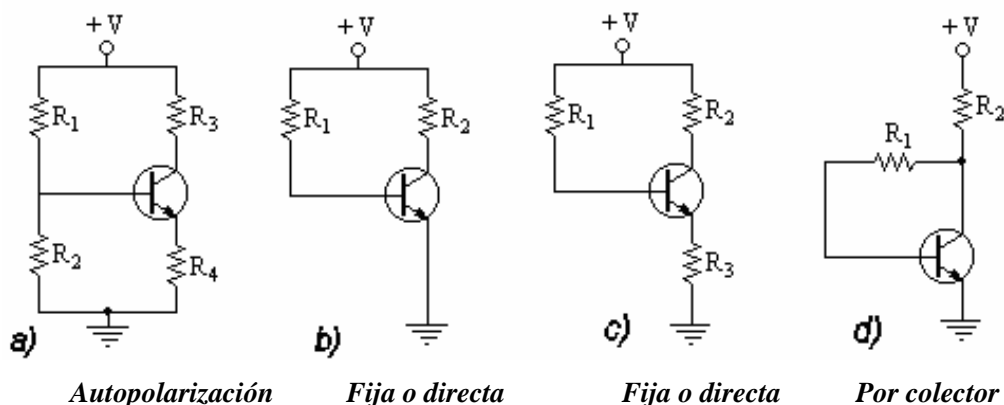 +V +V +V +V
R1 R3 R1 R2 R1 R2 R1 R2
R2 R4 R3
a) b) c) d)
Autopolarización Fija o directa Fija o directa Por colector